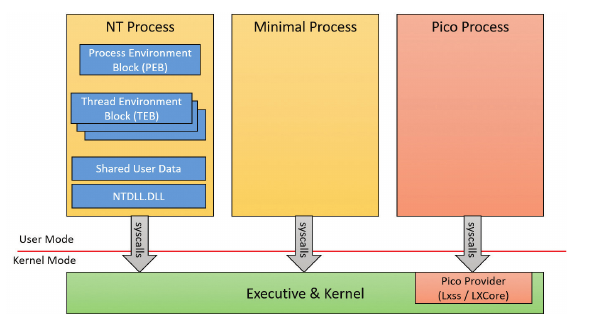 NT Process
Process Environment
Block (PEB)
Thread Environment
Block (TEB)
Shared User Data
NTDLL.DLL
Minimal Process
Pico Process
syscalls
syscalls
syscalls
User Mode
Kernel Mode
Executive & Kernel
Pico Provider
(Lxss / LXCore)